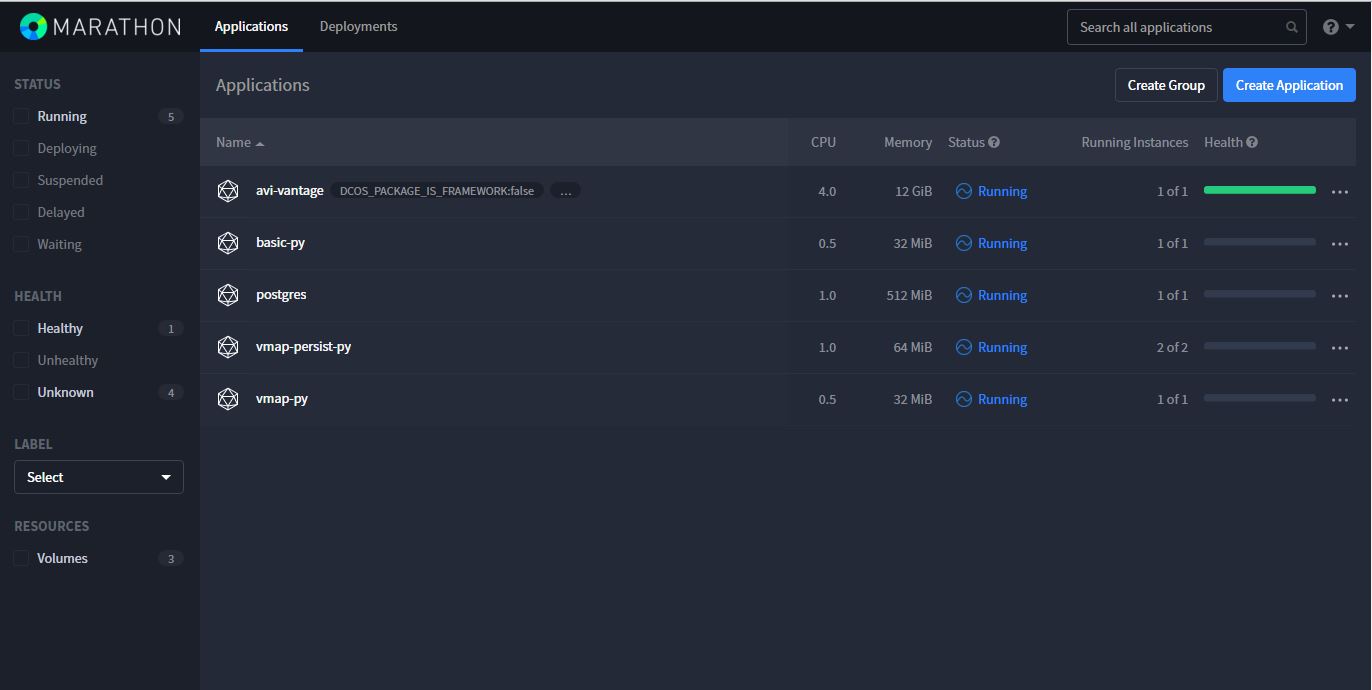 MARATHON Applications Deployments Search all applications
STATUS
Running 5
Deploying
Suspended
Delayed
Waiting
HEALTH
Healthy 1
Unhealthy
Unknown 4
LABEL
Select
RESOURCES
Volumes 3
Applications Create Group Create Application
Name CPU Memory Status Running Instances Health
avi-vantage DCOS_PACKAGE_IS_FRAMEWORK:false ... 4.0 12 GiB Running 1 of 1
basic-py 0.5 32 MiB Running 1 of 1
postgres 1.0 512 MiB Running 1 of 1
vmap-persist-py 1.0 64 MiB Running 2 of 2
vmap-py 0.5 32 MiB Running 1 of 1